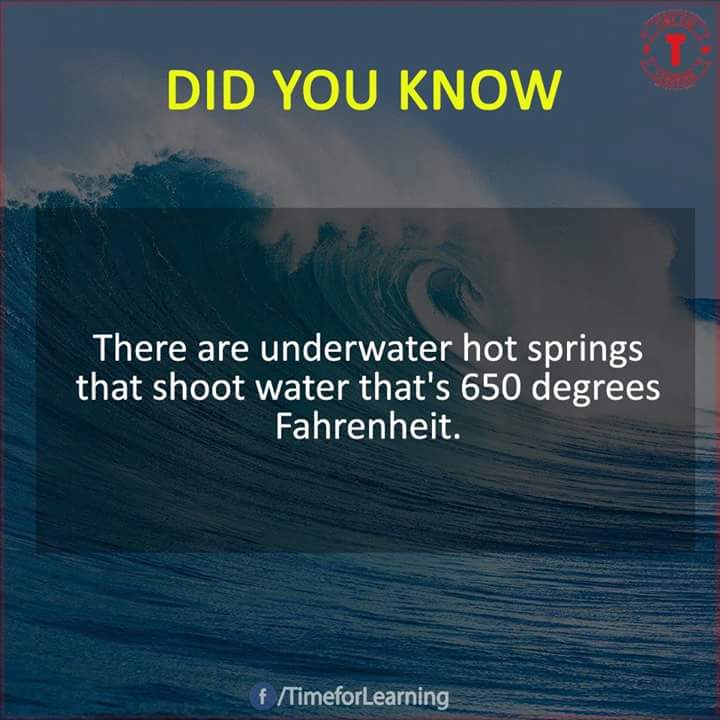 DID YOU KNOW
There are underwater hot springs
that shoot water that's 650 degrees
Fahrenheit.
T
f /TimeforLearning